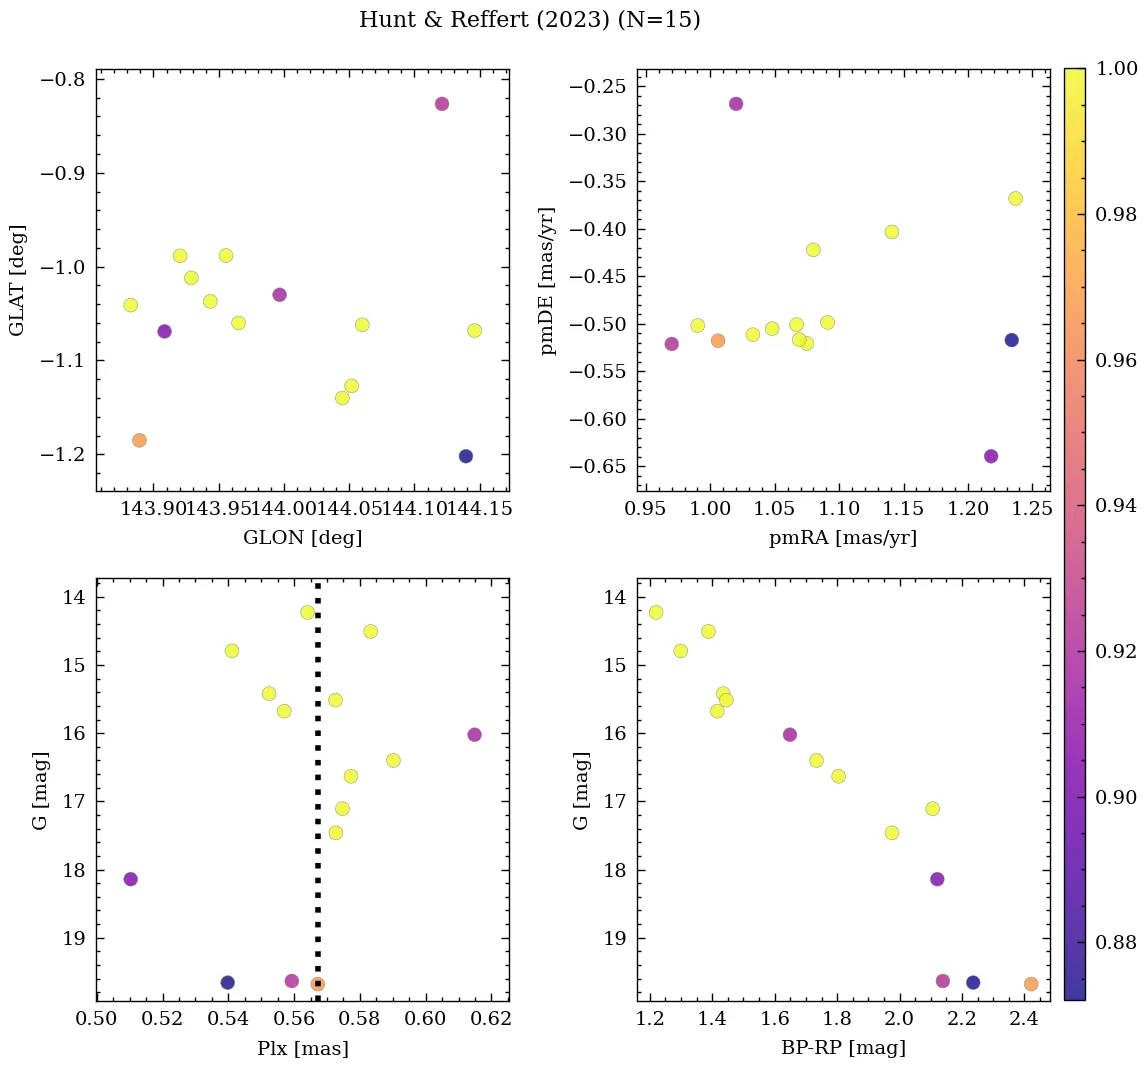 Hunt & Reffert (2023) (N=15)
−0.8
−0.9
−1.0
−1.1
−1.2
GLAT [deg]
143.90 143.95 144.00 144.05 144.10 144.15
GLON [deg]
−0.25
−0.30
−0.35
−0.40
−0.45
−0.50
−0.55
−0.60
−0.65
pmDE [mas/yr]
0.95 1.00 1.05 1.10 1.15 1.20 1.25
pmRA [mas/yr]
14
15
16
17
18
19
G [mag]
0.50 0.52 0.54 0.56 0.58 0.60 0.62
Plx [mas]
14
15
16
17
18
19
G [mag]
1.2 1.4 1.6 1.8 2.0 2.2 2.4
BP-RP [mag]
1.00
0.98
0.96
0.94
0.92
0.90
0.88